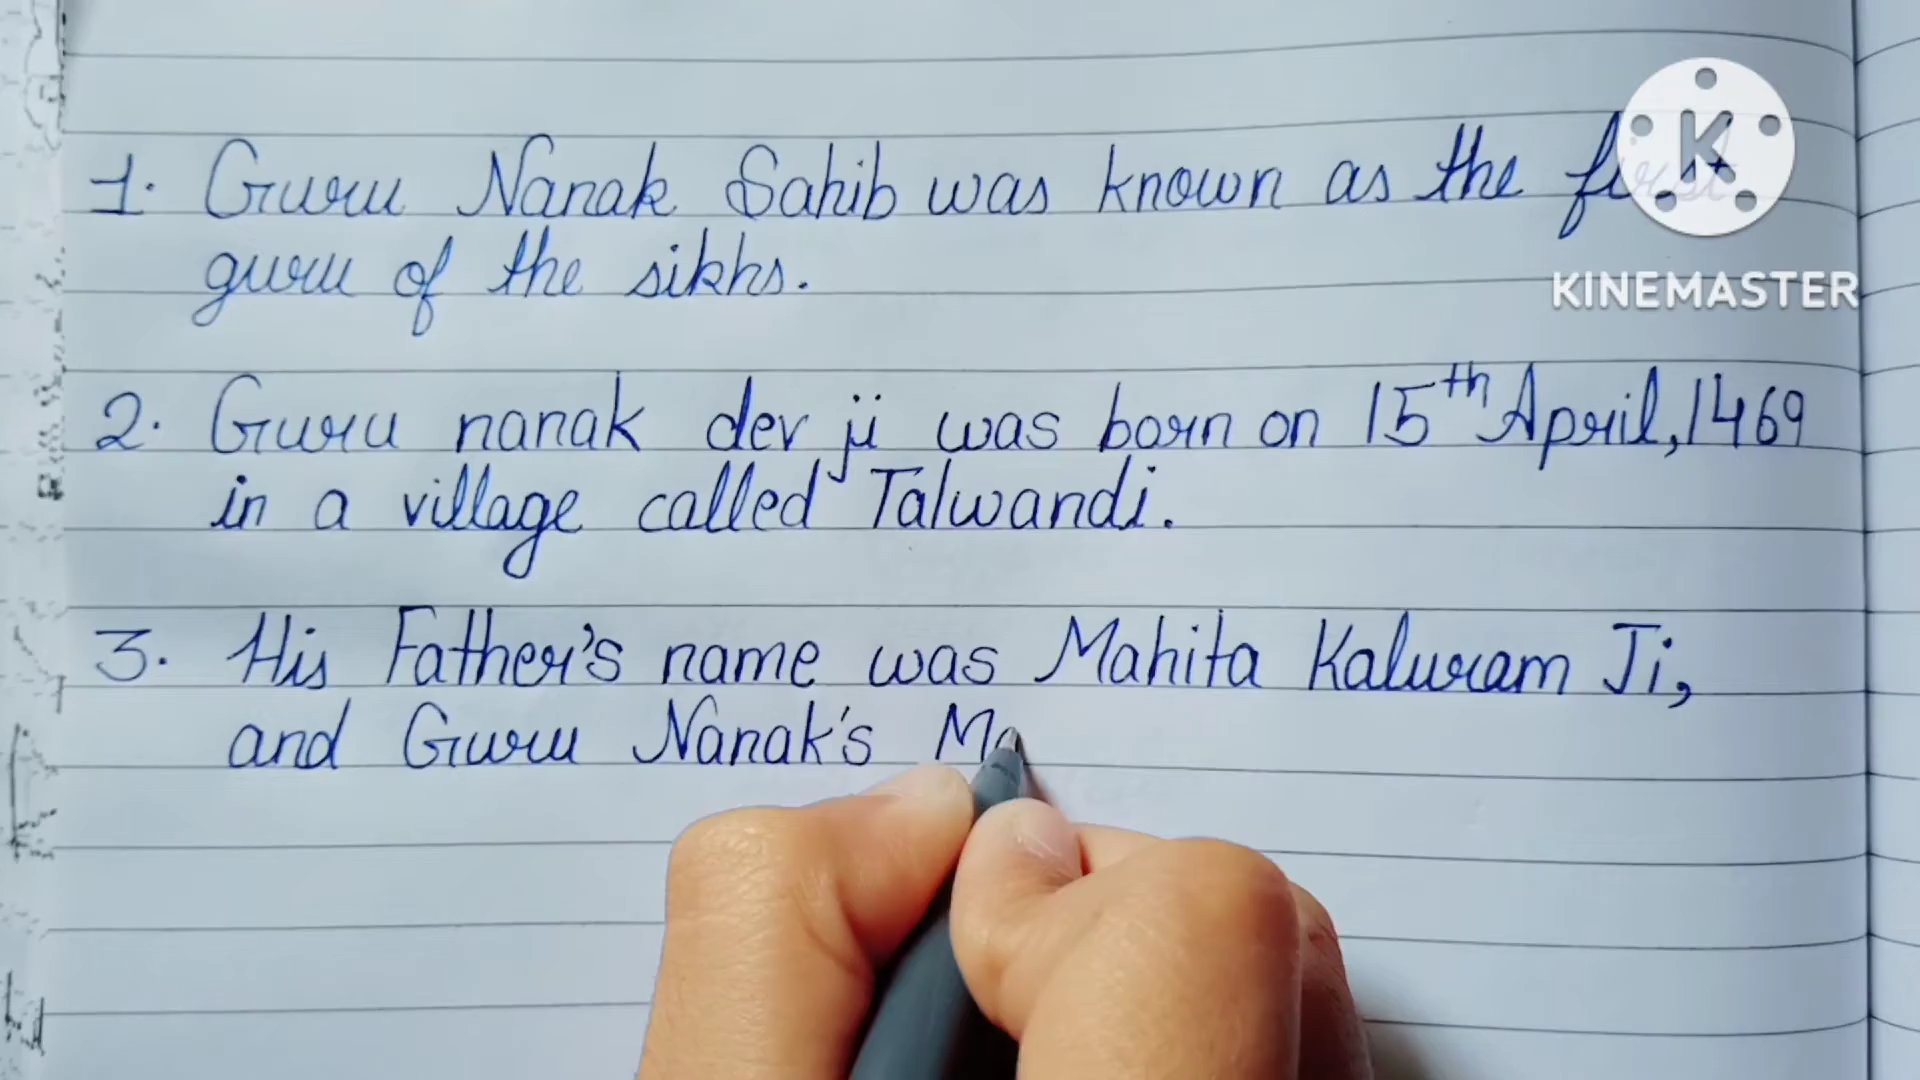 1. Guru Nanak Sahib was known as the first
guru of the sikhs.
KINEMASTER
2. Guru nanak dev ji was born on 15th April, 1469
in a village called Talwandi.
3. His Father's name was Mahita Kaluram Ji,
and Guru Nanak's Mo